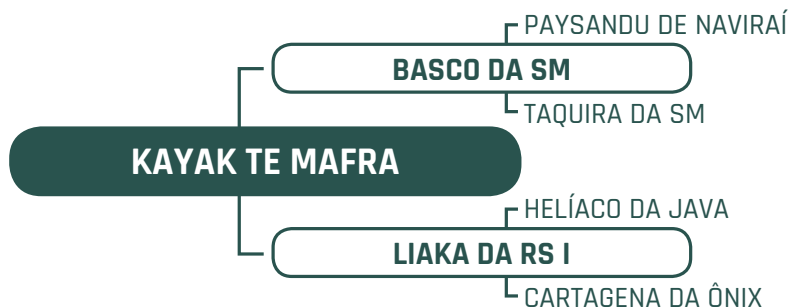 PAYSANDU DE NAVIRAÍ
BASCO DA SM
TAQUIRA DA SM
KAYAK TE MAFRA
HELÍACO DA JAVA
LIAKA DA RS I
CARTAGENA DA ÔNIX